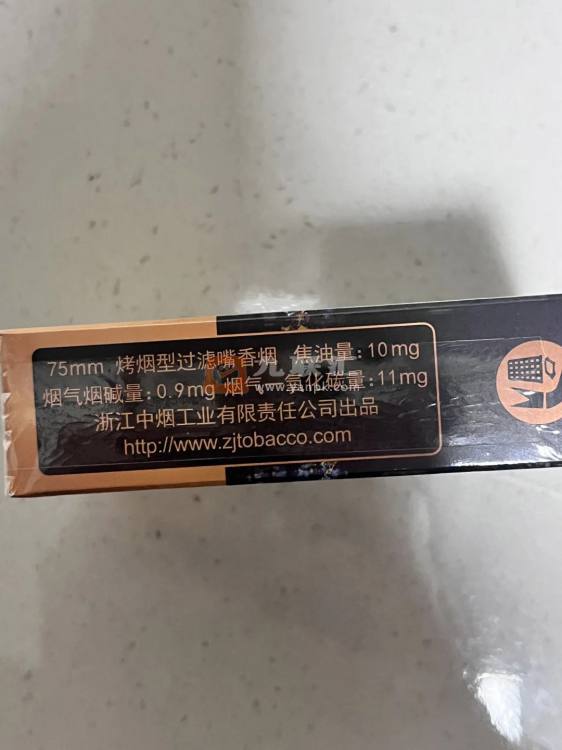 75mm 烤烟型过滤嘴香烟 焦油量:10mg
烟气烟碱量:0.9mg 烟气一氧化碳量:11mg
浙江中烟工业有限责任公司出品
http://www.zjtobacco.com